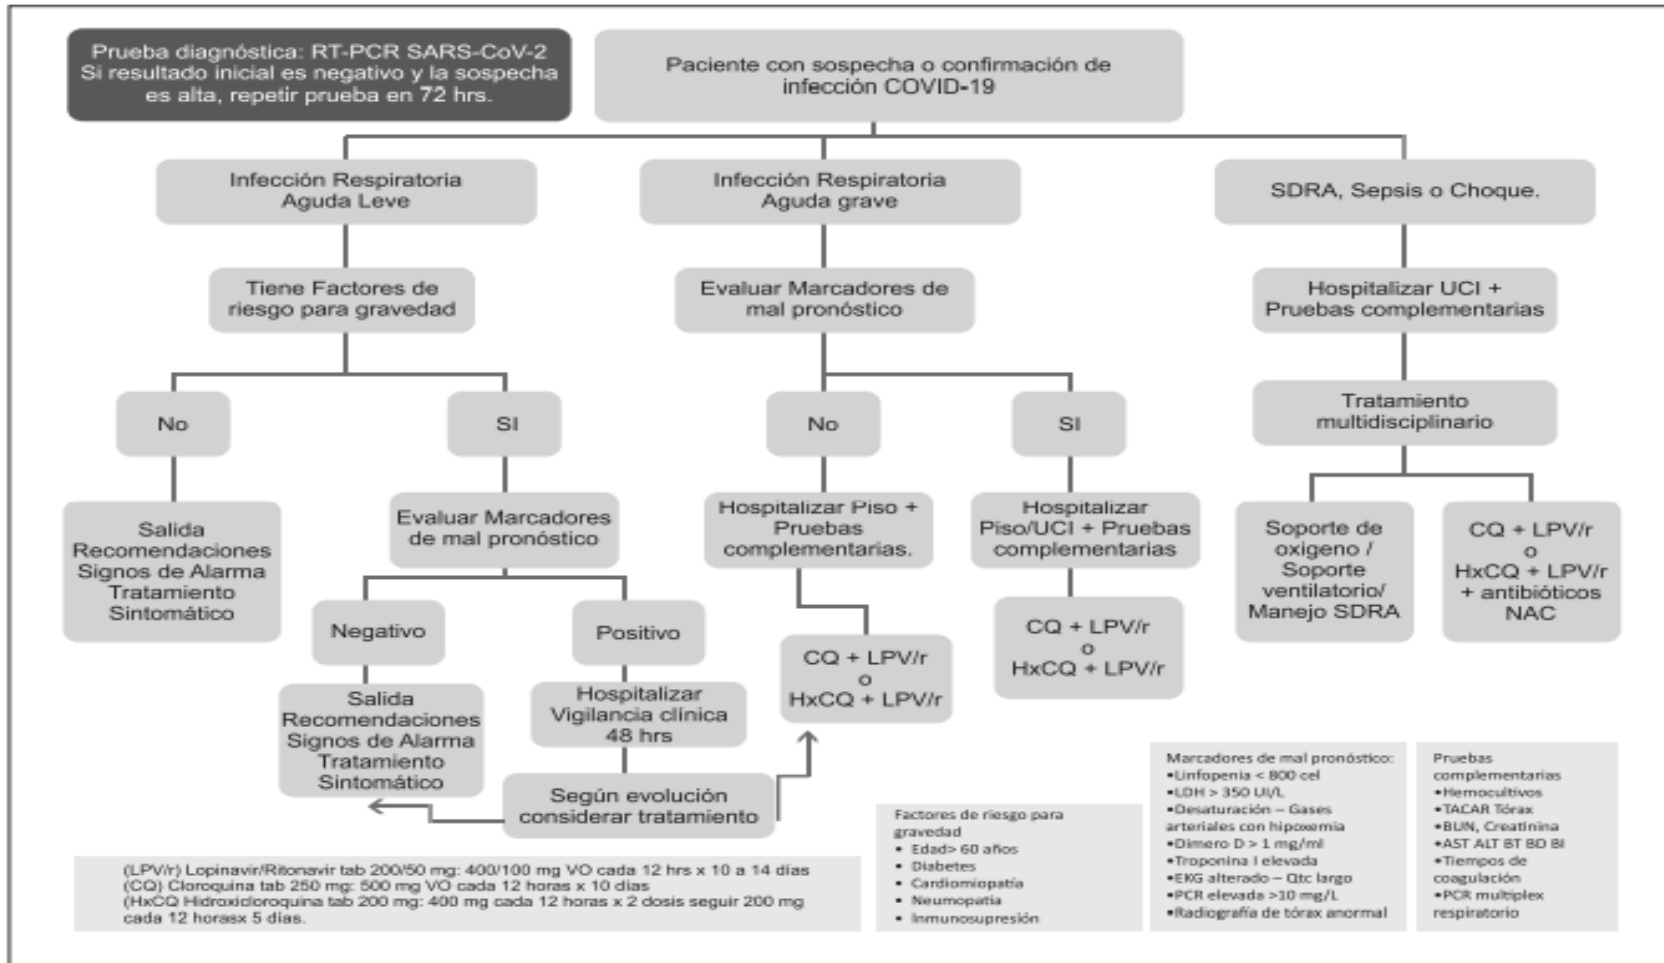 Prueba diagnóstica: RT-PCR SARS-CoV-2
Si resultado inicial es negativo y la sospecha
es alta, repetir prueba en 72 hrs.
Paciente con sospecha o confirmación de
infección COVID-19
Infección Respiratoria
Aguda Leve
Infección Respiratoria
Aguda grave
SDRA, Sepsis o Choque.
Tiene Factores de
riesgo para gravedad
Evaluar Marcadores de
mal pronóstico
Hospitalizar UCI +
Pruebas complementarias
No
SI
No
SI
Tratamiento
multidisciplinario
Salida
Recomendaciones
Signos de Alarma
Tratamiento
Sintomático
Evaluar Marcadores
de mal pronóstico
Hospitalizar Piso +
Pruebas
complementarias.
Hospitalizar
Piso/UCI + Pruebas
complementarias
Soporte de
oxigeno /
Soporte
ventilatorio/
Manejo SDRA
CQ + LPV/r
o
HxCQ + LPV/r
+ antibióticos
NAC
Negativo
Positivo
CQ + LPV/r
o
HxCQ + LPV/r
CQ + LPV/r
o
HxCQ + LPV/r
Salida
Recomendaciones
Signos de Alarma
Tratamiento
Sintomático
Hospitalizar
Vigilancia clínica
48 hrs
Según evolución
considerar tratamiento
(LPV/r) Lopinavir/Ritonavir tab 200/50 mg: 400/100 mg VO cada 12 hrs x 10 a 14 días
(CQ) Cloroquina tab 250 mg: 500 mg VO cada 12 horas x 10 días
(HxCQ Hidroxicloroquina tab 200 mg: 400 mg cada 12 horas x 2 dosis seguir 200 mg
cada 12 horasx 5 días.
Factores de riesgo para
gravedad
• Edad> 60 años
• Diabetes
• Cardiomiopatía
• Neumopatia
• Inmunosupresión
Marcadores de mal pronóstico:
•Linfopenia < 800 cel
•LDH > 350 UI/L
•Desaturación – Gases
arteriales con hipoxemia
•Dimero D > 1 mg/ml
•Troponina I elevada
•EKG alterado – Qtc largo
•PCR elevada >10 mg/L
•Radiografía de tórax anormal
Pruebas
complementarias
•Hemocultivos
•TACAR Tórax
•BUN, Creatinina
•AST ALT BT BD BI
•Tiempos de
coagulación
•PCR multiplex
respiratorio